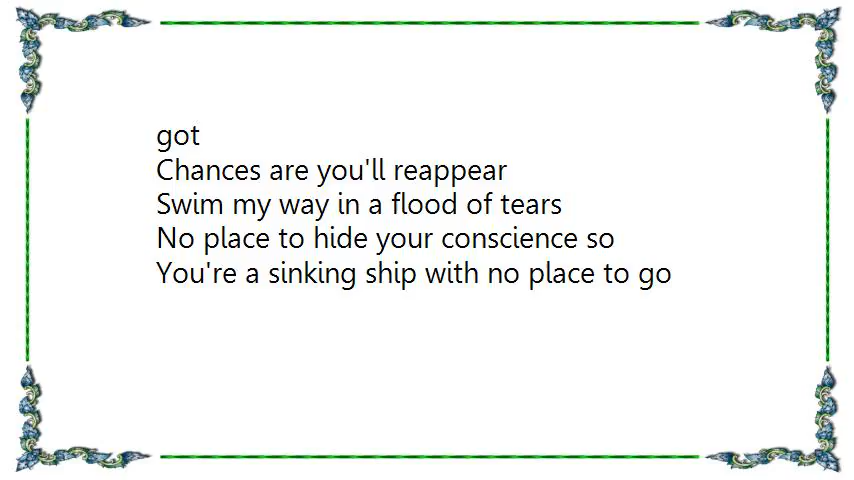 got
Chances are you'll reappear
Swim my way in a flood of tears
No place to hide your conscience so
You're a sinking ship with no place to go